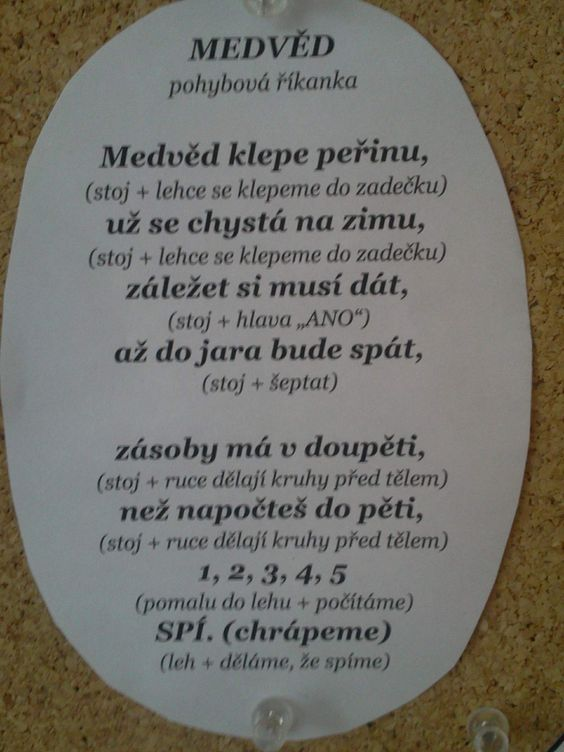 MEDVĚD
pohybová říkanka
Medvěd klepe peřinu,
(stoj + lehce se klepeme do zadečku)
už se chystá na zimu,
(stoj + lehce se klepeme do zadečku)
záležet si musí dát,
(stoj + hlava „ANO“)
až do jara bude spát,
(stoj + šeptat)
zásoby má v doupěti,
(stoj + ruce dělají kruhy před tělem)
než napočteš do pěti,
(stoj + ruce dělají kruhy před tělem)
1, 2, 3, 4, 5
(pomalu do lehu + počítáme)
SPÍ. (chrápeme)
(leh + děláme, že spíme)